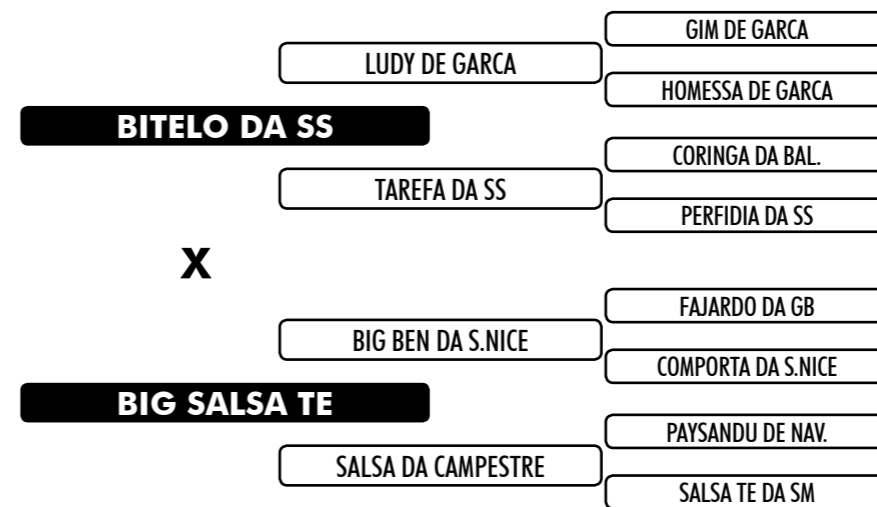 GIM DE GARCA
LUDY DE GARCA
HOMESSA DE GARCA
BITELO DA SS
CORINGA DA BAL.
TAREFA DA SS
PERFIDIA DA SS
X
FAJARDO DA GB
BIG BEN DA S.NICE
COMPORTA DA S.NICE
BIG SALSA TE
PAYSANDU DE NAV.
SALSA DA CAMPESTRE
SALSA TE DA SM